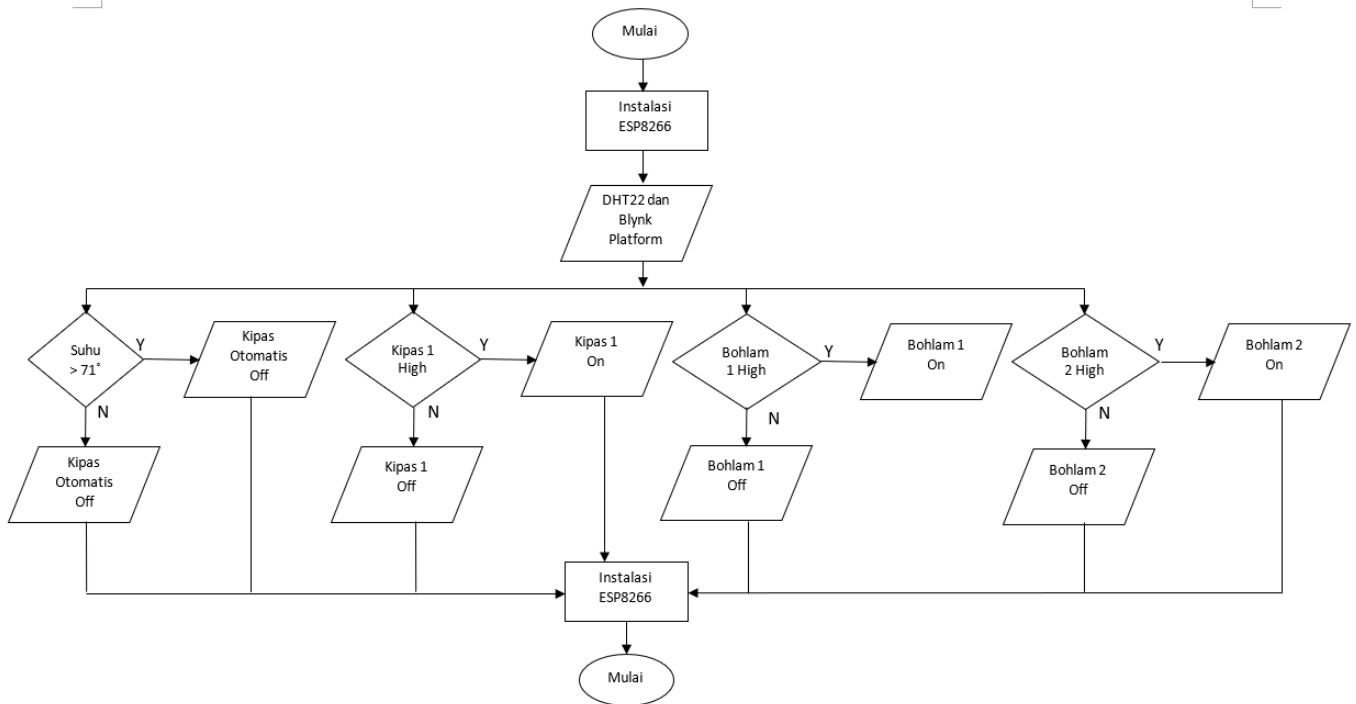 Mulai
Instalasi
ESP8266
DHT22 dan
Blynk
Platform
Suhu
> 71°
Y
N
Kipas
Otomatis
Off
Kipas
Otomatis
Off
Kipas 1
High
Y
N
Kipas 1
On
Kipas 1
Off
Bohlam
1 High
Y
N
Bohlam 1
On
Bohlam 1
Off
Bohlam
2 High
Y
N
Bohlam 2
On
Bohlam 2
Off
Instalasi
ESP8266
Mulai